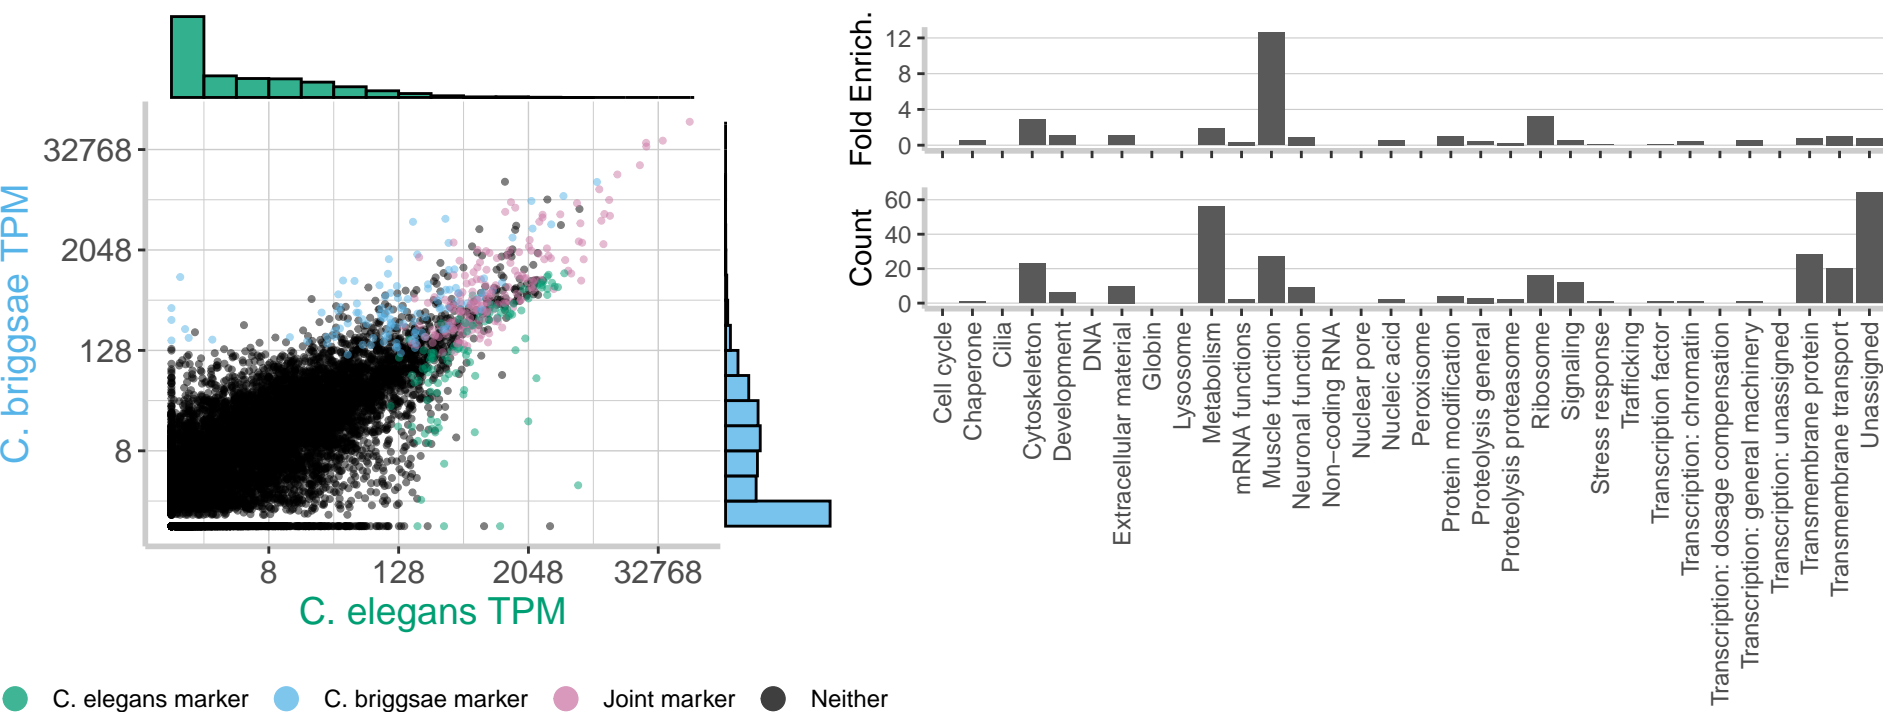 32768
2048
128
8
C. briggsae TPM
8 128 2048 32768
C. elegans TPM
C. elegans marker C. briggsae marker Joint marker Neither
Fold Enrich.
12
8
4
0
Count
60
40
20
0
Cell cycle
Chaperone
Cilia
Cytoskeleton
Development
DNA
Extracellular material
Globin
Lysosome
Metabolism
mRNA functions
Muscle function
Neuronal function
Non−coding RNA
Nuclear pore
Nucleic acid
Peroxisome
Protein modification
Proteolysis general
Proteolysis proteasome
Ribosome
Signaling
Stress response
Trafficking
Transcription factor
Transcription: chromatin
Transcription: dosage compensation
Transcription: general machinery
Transcription: unassigned
Transmembrane protein
Transmembrane transport
Unassigned